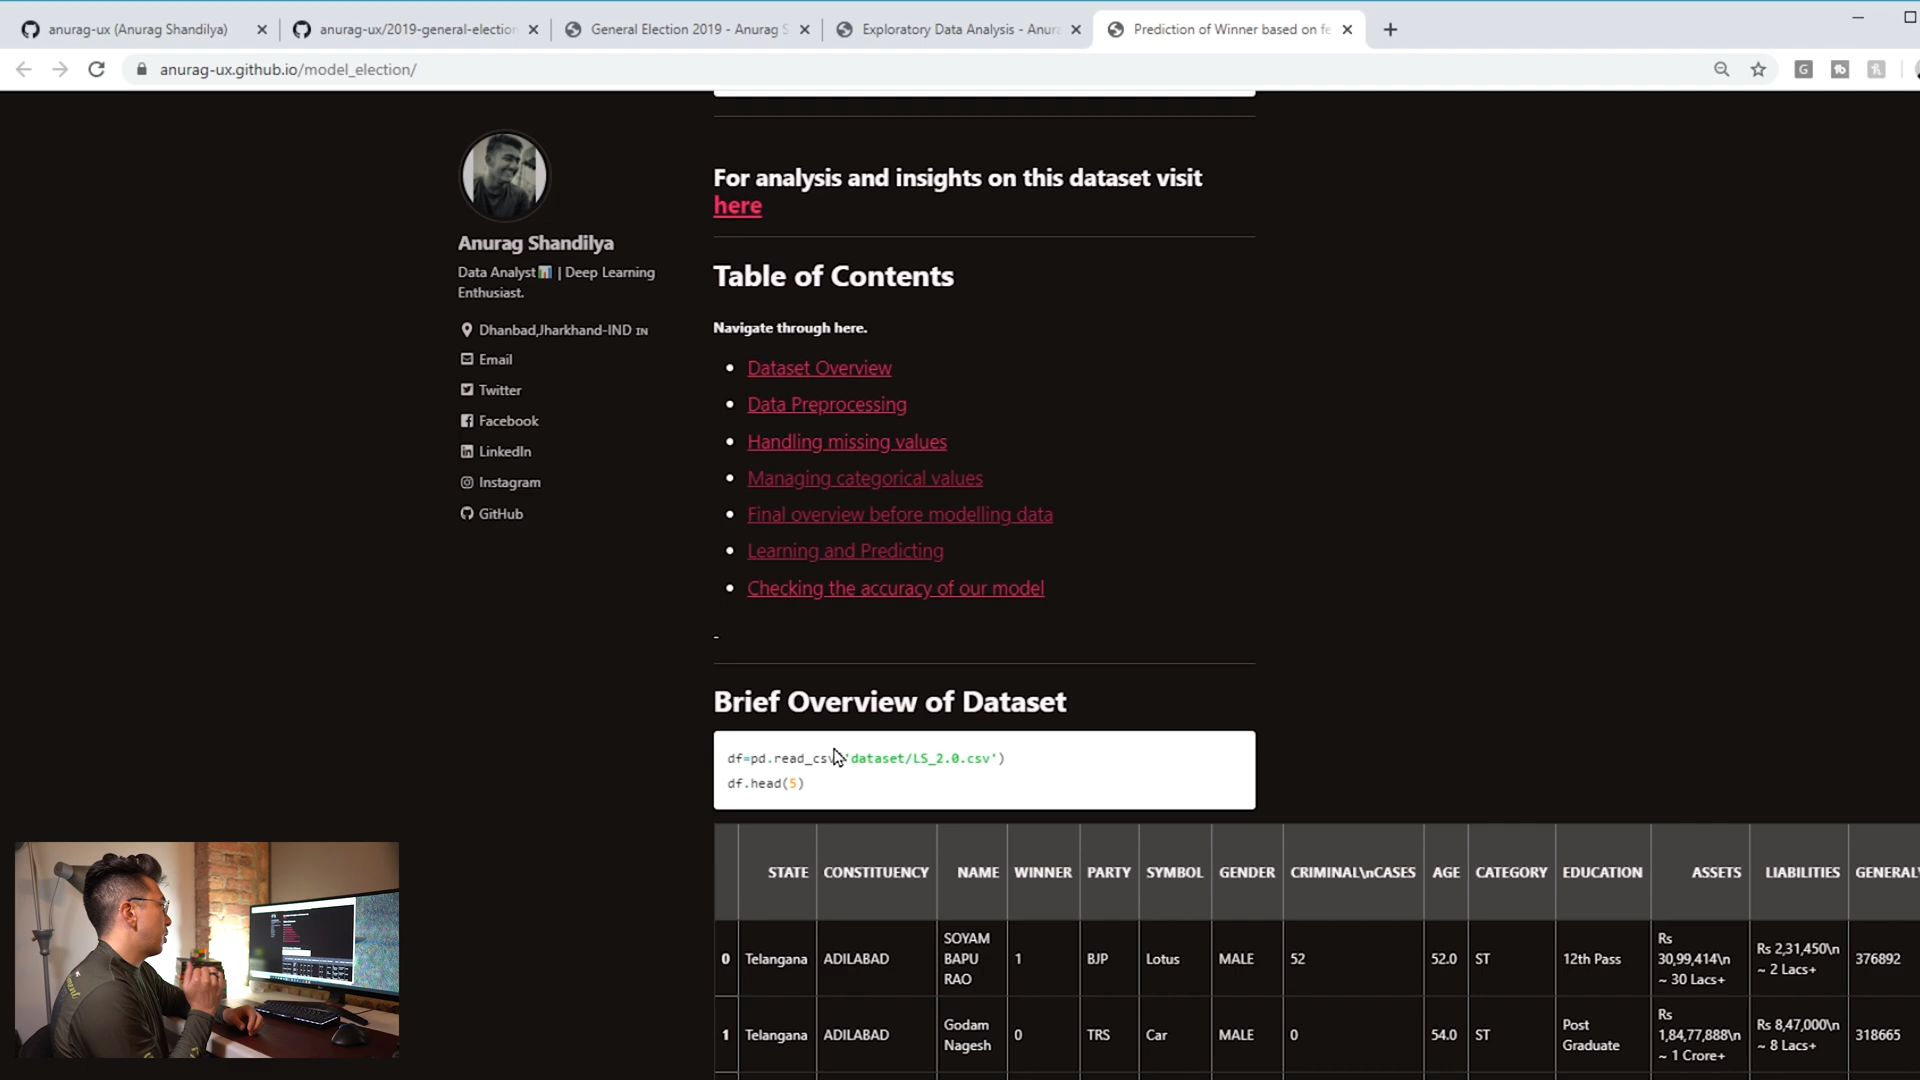 anurag-ux (Anurag Shandilya)
anurag-ux/2019-general-election
General Election 2019 - Anurag S
Exploratory Data Analysis - Anura
Prediction of Winner based on fe
anurag-ux.github.io/model_election/
For analysis and insights on this dataset visit
here
Anurag Shandilya
Data Analyst | Deep Learning
Enthusiast.
Dhanbad,Jharkhand-IND IN
Email
Twitter
Facebook
LinkedIn
Instagram
GitHub
Table of Contents
Navigate through here.
Dataset Overview
Data Preprocessing
Handling missing values
Managing categorical values
Final overview before modelling data
Learning and Predicting
Checking the accuracy of our model
-
Brief Overview of Dataset
df=pd.read_csv('dataset/LS_2.0.csv')
df.head(5)
STATE CONSTITUENCY NAME WINNER PARTY SYMBOL GENDER CRIMINAL\nCASES AGE CATEGORY EDUCATION ASSETS LIABILITIES GENERAL\
0 Telangana ADILABAD SOYAM BAPU RAO 1 BJP Lotus MALE 52 52.0 ST 12th Pass Rs 30,99,414\n ~ 30 Lacs+ Rs 2,31,450\n ~ 2 Lacs+ 376892
1 Telangana ADILABAD Godam Nagesh 0 TRS Car MALE 0 54.0 ST Post Graduate Rs 1,84,77,888\n ~ 1 Crore+ Rs 8,47,000\n ~ 8 Lacs+ 318665